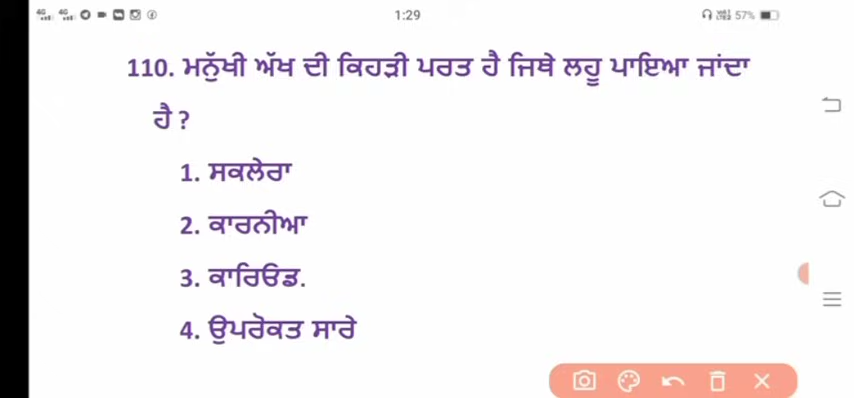 1:29
57%
110. ਮਨੁੱਖੀ ਅੱਖ ਦੀ ਕਿਹੜੀ ਪਰਤ ਹੈ ਜਿਥੇ ਲਹੂ ਪਾਇਆ ਜਾਂਦਾ
ਹੈ ?
1. ਸਕਲੇਰਾ
2. ਕਾਰਨੀਆ
3. ਕਾਰਿਓਡ.
4. ਉਪਰੋਕਤ ਸਾਰੇ